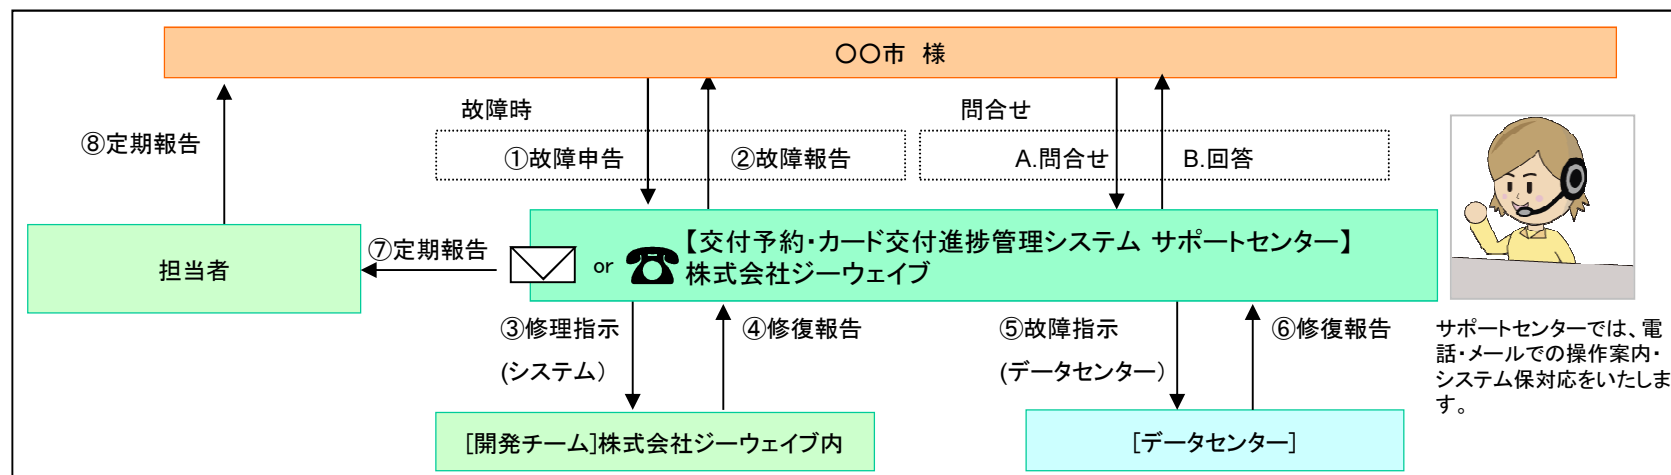 〇〇市 様
故障時
問合せ
⑧定期報告
①故障申告
②故障報告
A.問合せ
B.回答
担当者
⑦定期報告
or
【交付予約・カード交付進捗管理システム サポートセンター】
株式会社ジーウェイブ
③修理指示
(システム)
④修復報告
⑤故障指示
(データセンター)
⑥修復報告
サポートセンターでは、電
話・メールでの操作案内・
システム保対応をいたしま
す。
[開発チーム]株式会社ジーウェイブ内
[データセンター]